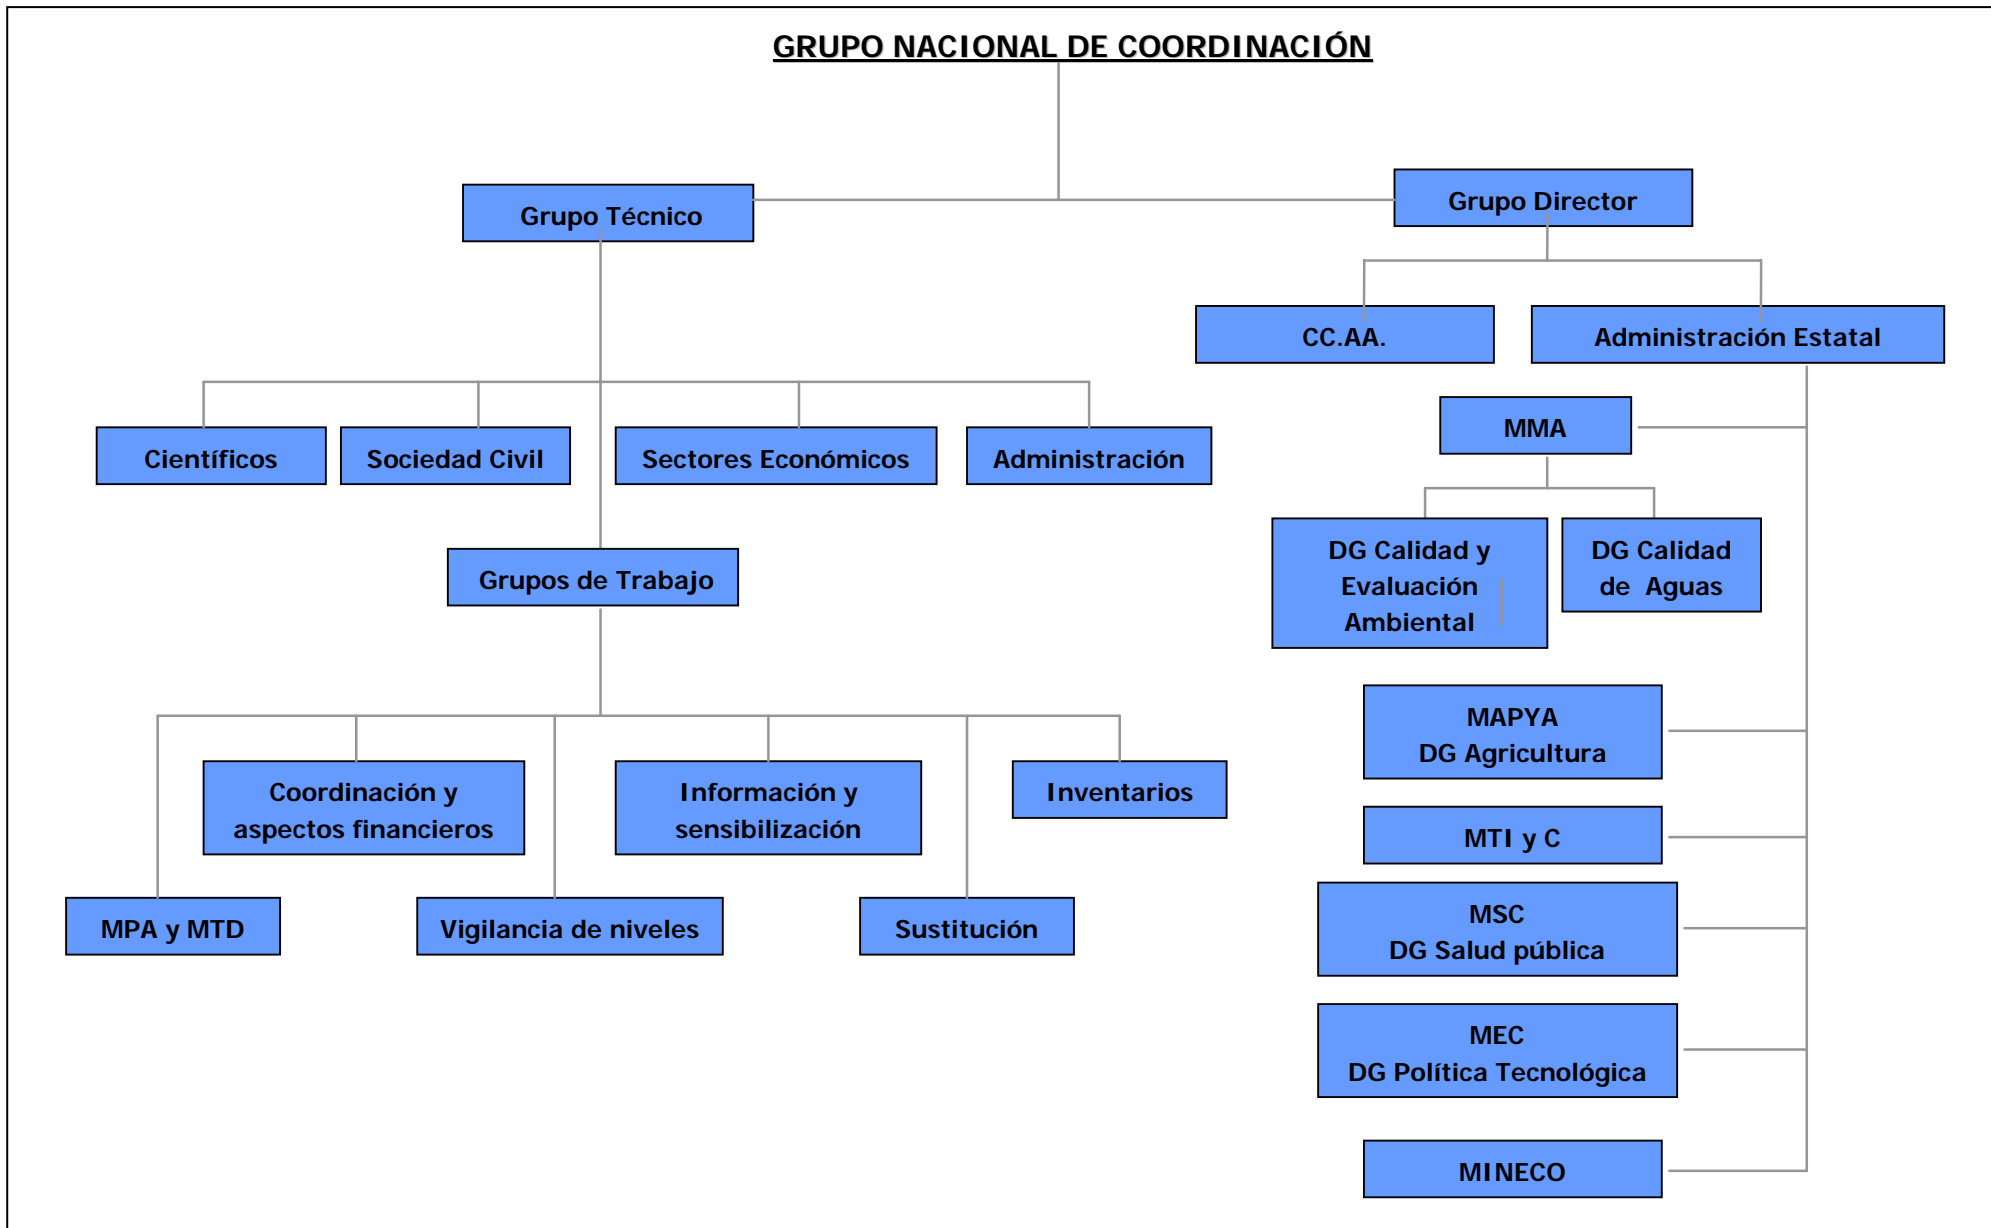 GRUPO NACIONAL DE COORDINACIÓN
Grupo Técnico
Grupo Director
CC.AA.
Administración Estatal
Científicos
Sociedad Civil
Sectores Económicos
Administración
MMA
Grupos de Trabajo
DG Calidad y
Evaluación
Ambiental
DG Calidad
de Aguas
MAPYA
DG Agricultura
Coordinación y
aspectos financieros
Información y
sensibilización
Inventarios
MTI y C
MPA y MTD
Vigilancia de niveles
Sustitución
MSC
DG Salud pública
MEC
DG Política Tecnológica
MINECO